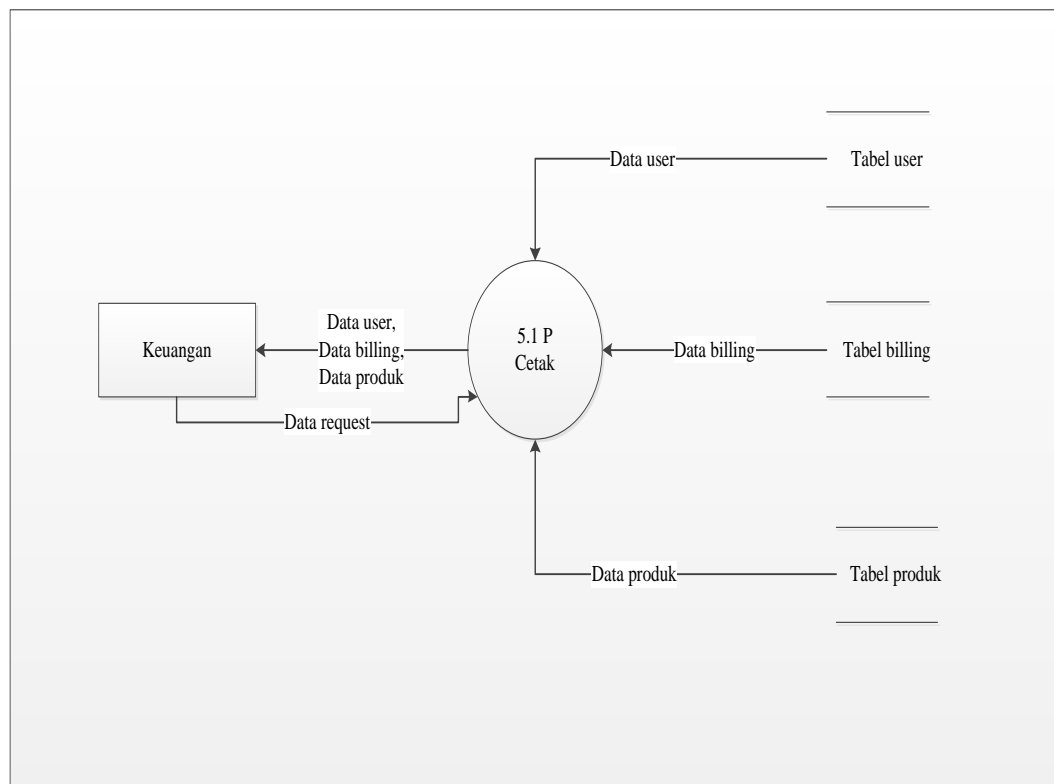 Data user
Tabel user
Keuangan
Data user,
Data billing,
Data produk
5.1 P
Cetak
Data billing
Tabel billing
Data request
Data produk
Tabel produk